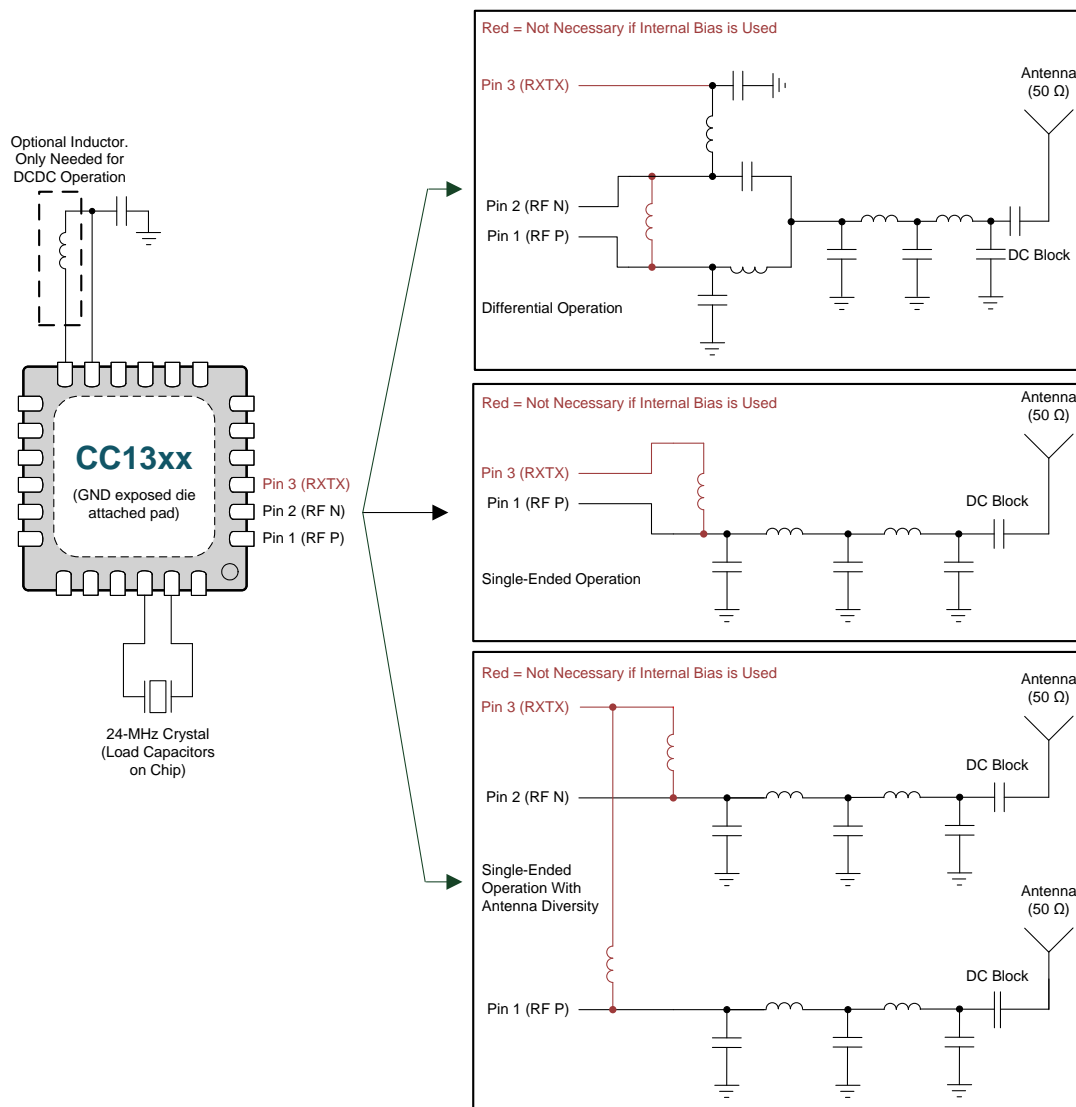 Optional Inductor.
Only Needed for
DCDC Operation
CC13xx
(GND exposed die
attached pad)
Pin 3 (RXTX)
Pin 2 (RF N)
Pin 1 (RF P)
24-MHz Crystal
(Load Capacitors
on Chip)
Red = Not Necessary if Internal Bias is Used
Pin 3 (RXTX)
Antenna
(50 Ω)
Pin 2 (RF N)
Pin 1 (RF P)
DC Block
Differential Operation
Red = Not Necessary if Internal Bias is Used
Antenna
(50 Ω)
Pin 3 (RXTX)
Pin 1 (RF P)
DC Block
Single-Ended Operation
Red = Not Necessary if Internal Bias is Used
Antenna
(50 Ω)
Pin 3 (RXTX)
DC Block
Pin 2 (RF N)
Single-Ended
Operation With
Antenna Diversity
Antenna
(50 Ω)
DC Block
Pin 1 (RF P)